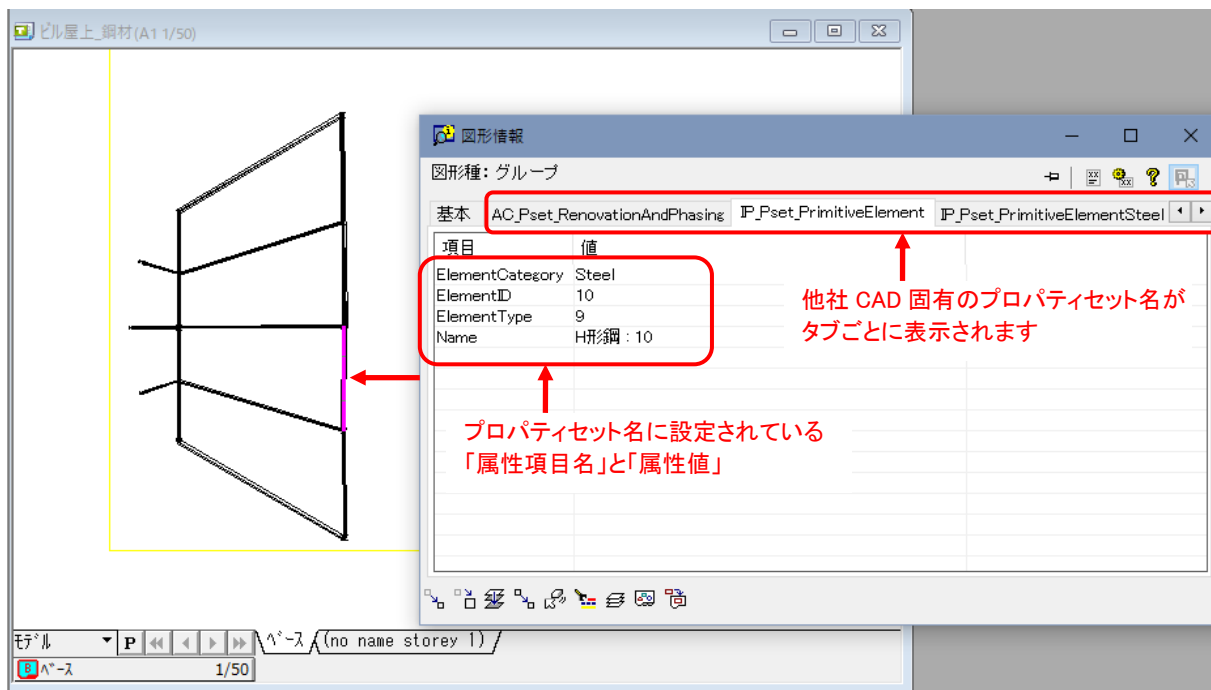 ビル屋上_鋼材(A1 1/50)
図形情報
図形種: グループ
基本 AC_Pset_RenovationAndPhasing IP_Pset_PrimitiveElement IP_Pset_PrimitiveElementSteel
項目 値
ElementCategory Steel
ElementID 10
ElementType 9
Name H形鋼:10
他社 CAD 固有のプロパティセット名が
タブごとに表示されます
プロパティセット名に設定されている
「属性項目名」と「属性値」
モデル P ベース (no name storey 1)
B ベース 1/50